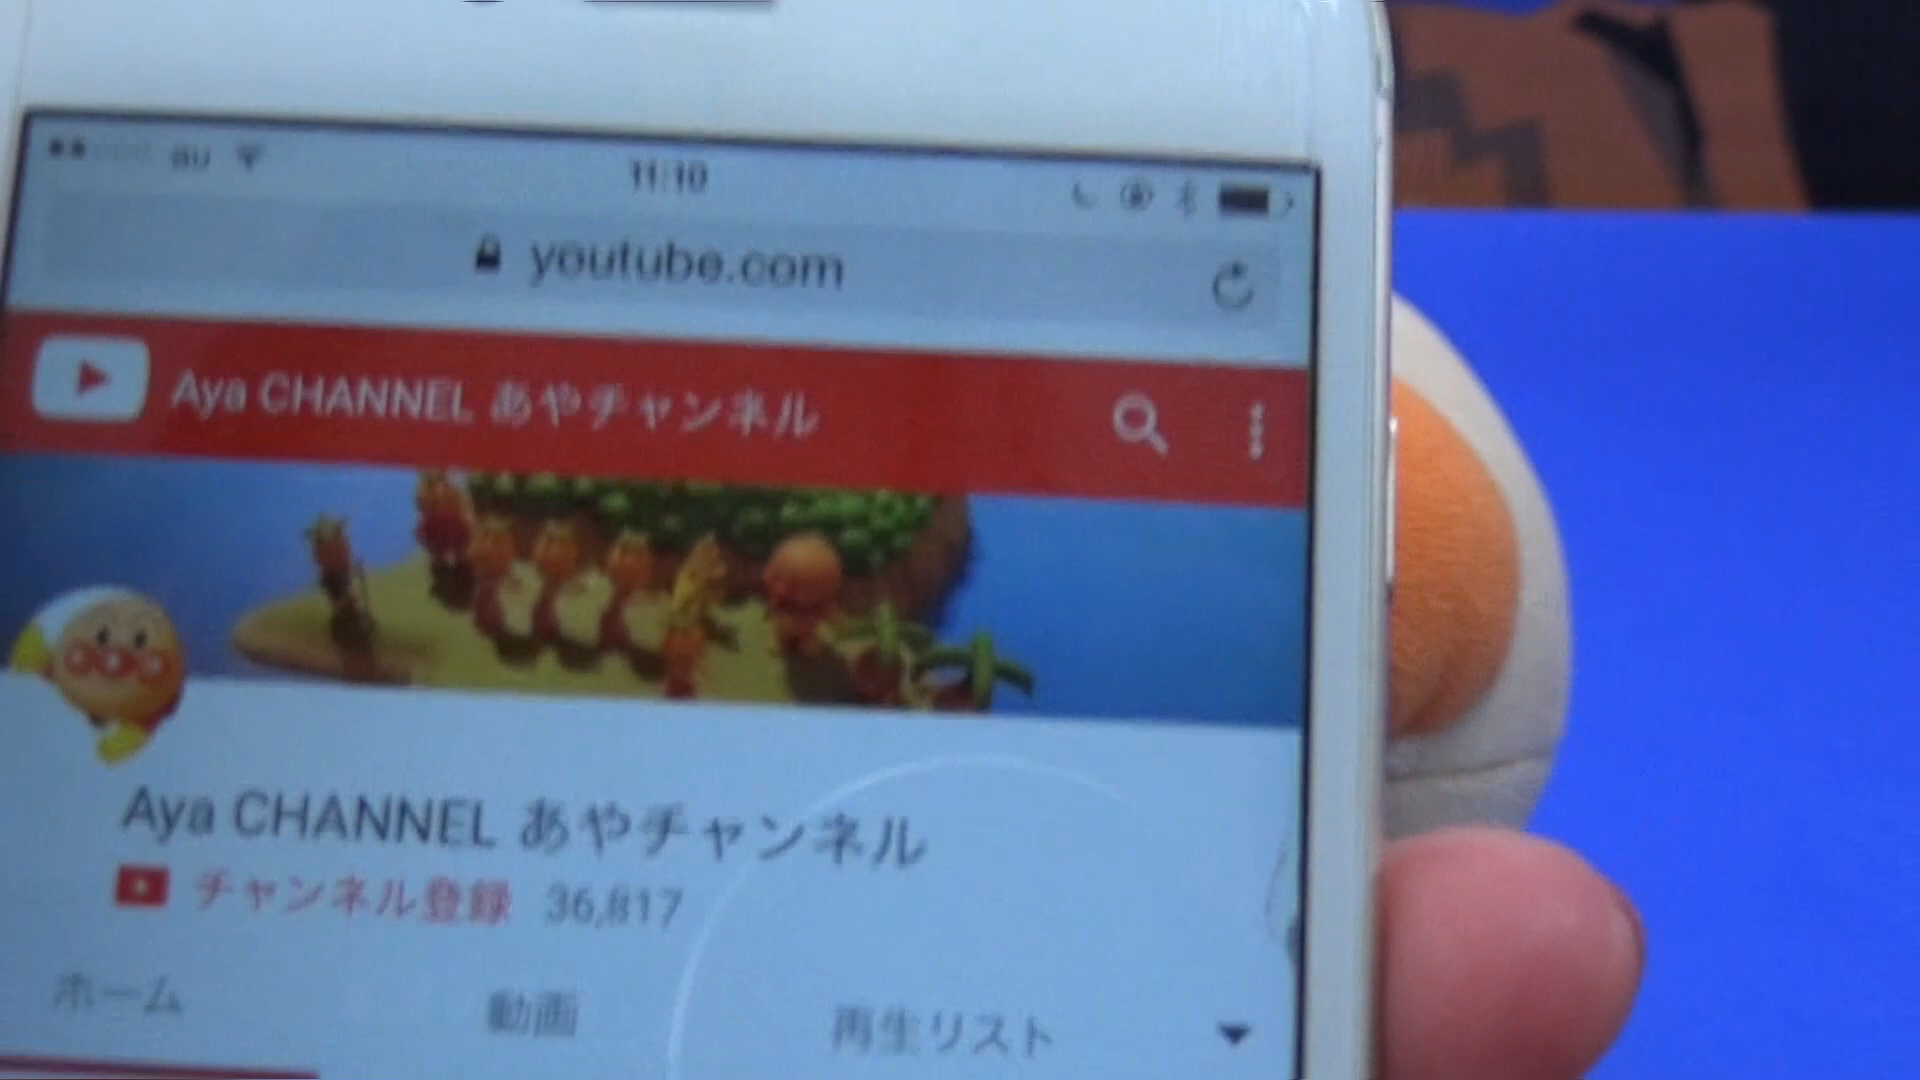 au 11:10
youtube.com
Aya CHANNEL あやチャンネル
Aya CHANNEL あやチャンネル
チャンネル登録 36,817
ホーム 動画 再生リスト